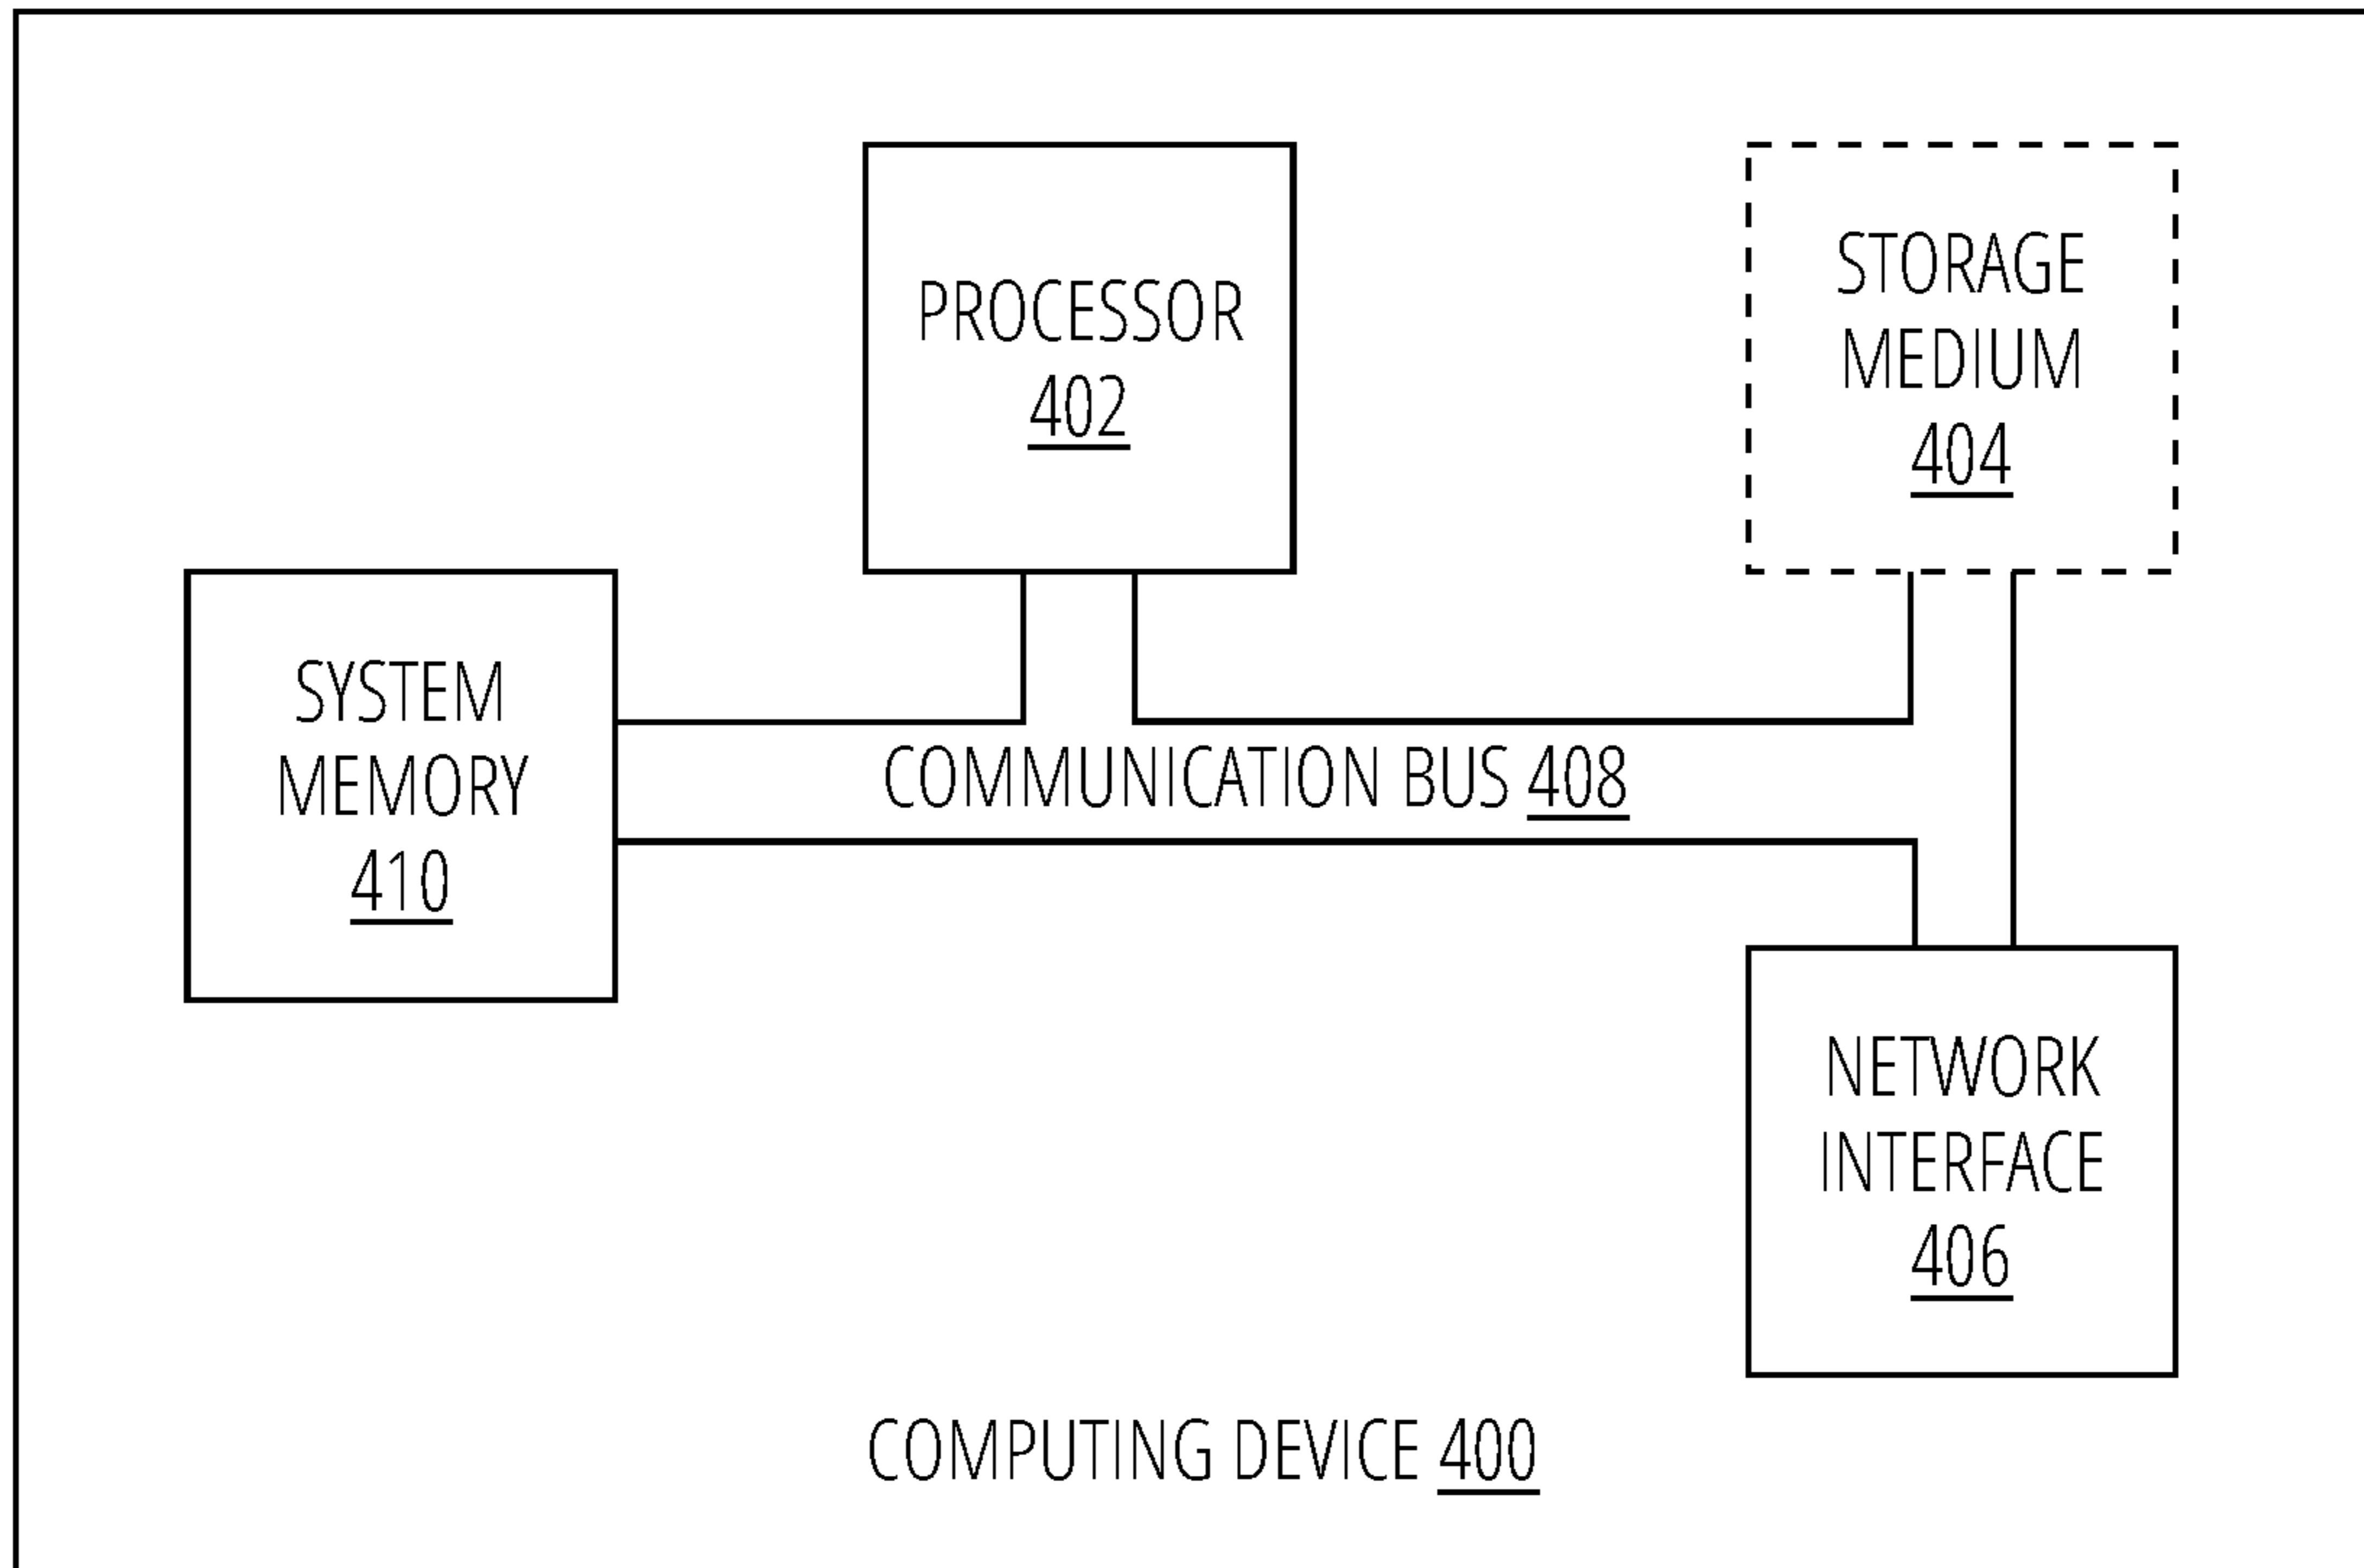 PROCESSOR
402
STORAGE
MEDIUM
404
SYSTEM
MEMORY
410
COMMUNICATION BUS 408
NETWORK
INTERFACE
406
COMPUTING DEVICE 400